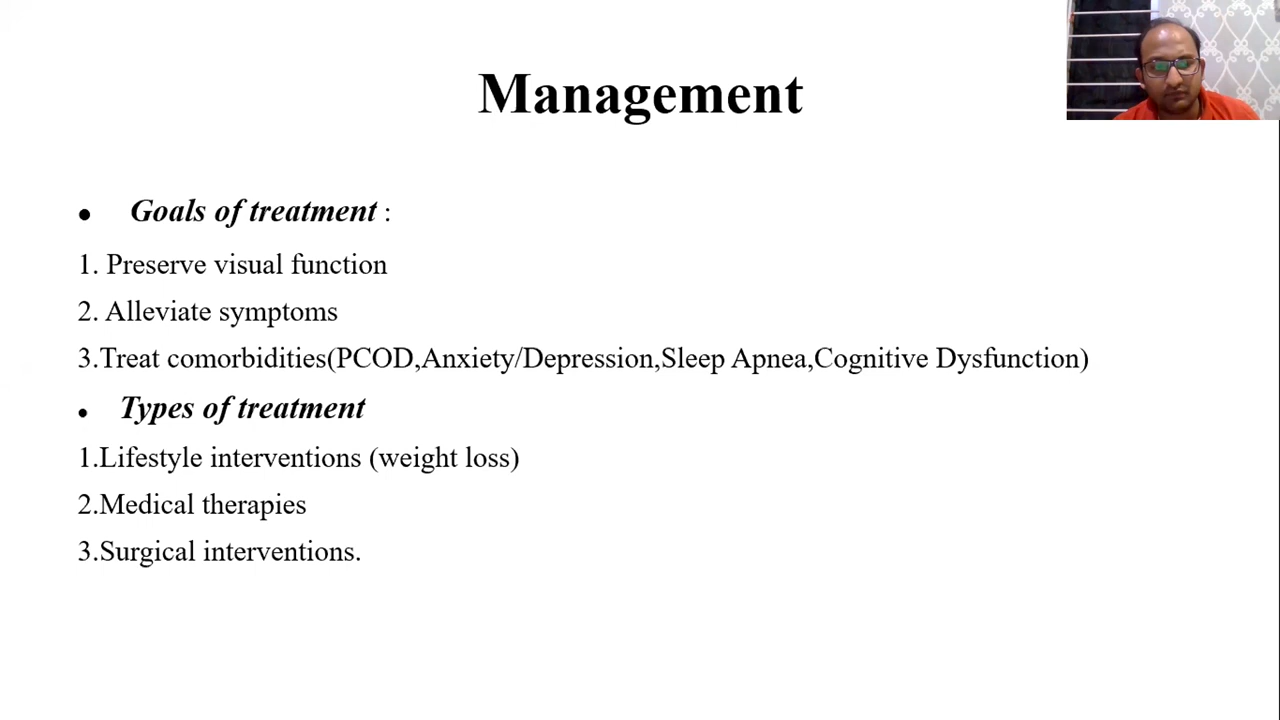 Management
• Goals of treatment :
1. Preserve visual function
2. Alleviate symptoms
3.Treat comorbidities(PCOD,Anxiety/Depression,Sleep Apnea,Cognitive Dysfunction)
• Types of treatment
1.Lifestyle interventions (weight loss)
2.Medical therapies
3.Surgical interventions.